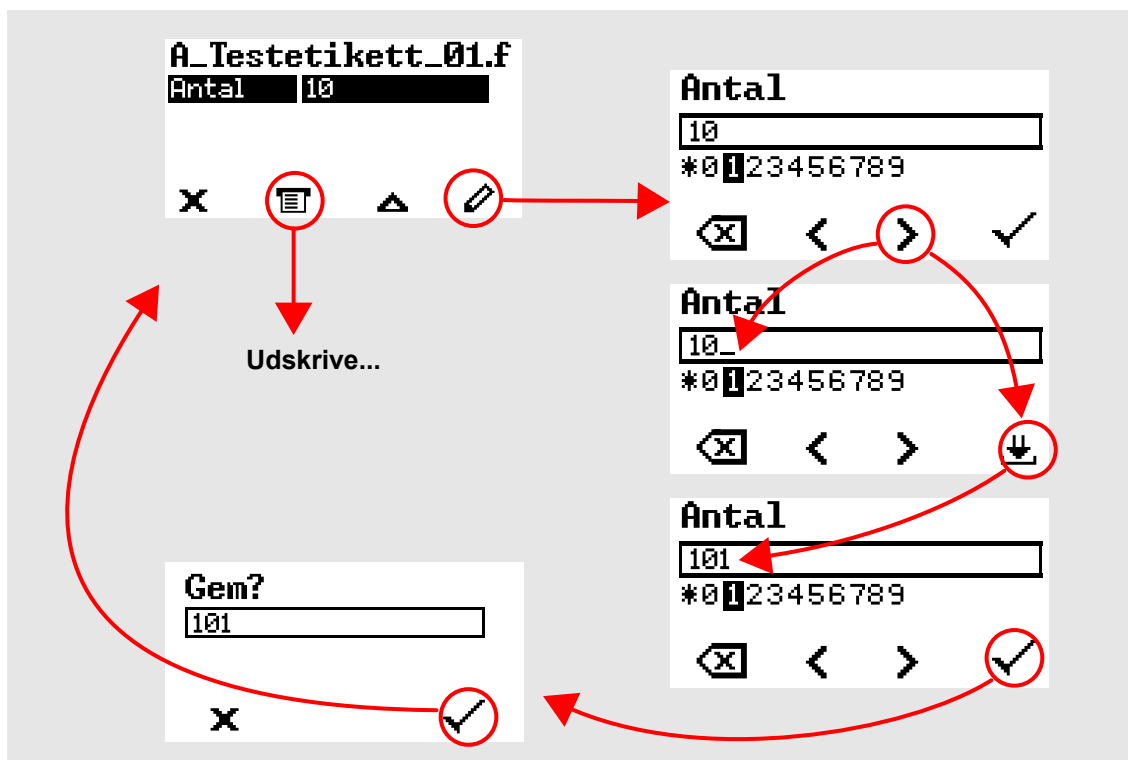 A_Testetikett_01.f
Antal 10
Udskrive...
Antal
10
*0123456789
Antal
10_
*0123456789
Antal
101
*0123456789
Gem?
101